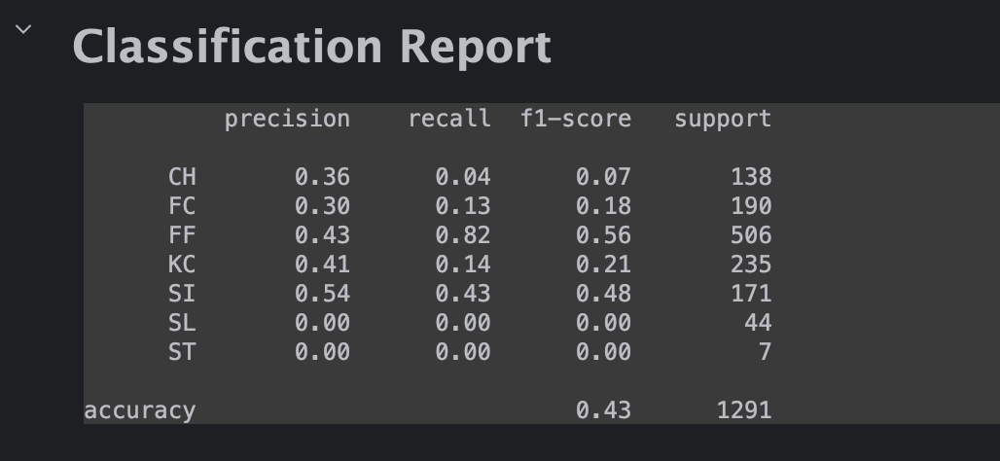 Classification Report
precision recall f1-score support
CH 0.36 0.04 0.07 138
FC 0.30 0.13 0.18 190
FF 0.43 0.82 0.56 506
KC 0.41 0.14 0.21 235
SI 0.54 0.43 0.48 171
SL 0.00 0.00 0.00 44
ST 0.00 0.00 0.00 7
accuracy 0.43 1291